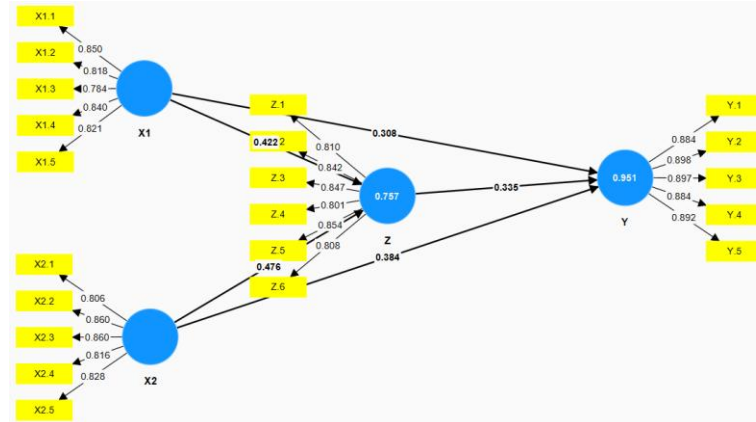 X1.1
X1.2
X1.3
X1.4
X1.5
0.850
0.818
0.784
0.840
0.821
X1
Z.1
2
Z.3
Z.4
Z.5
Z.6
0.810
0.842
0.847
0.801
0.854
0.808
0.422
0.308
0.757
Z
0.335
0.476
0.384
0.951
Y
0.884
0.898
0.897
0.884
0.892
Y.1
Y.2
Y.3
Y.4
Y.5
X2.1
X2.2
X2.3
X2.4
X2.5
0.806
0.860
0.860
0.816
0.828
X2